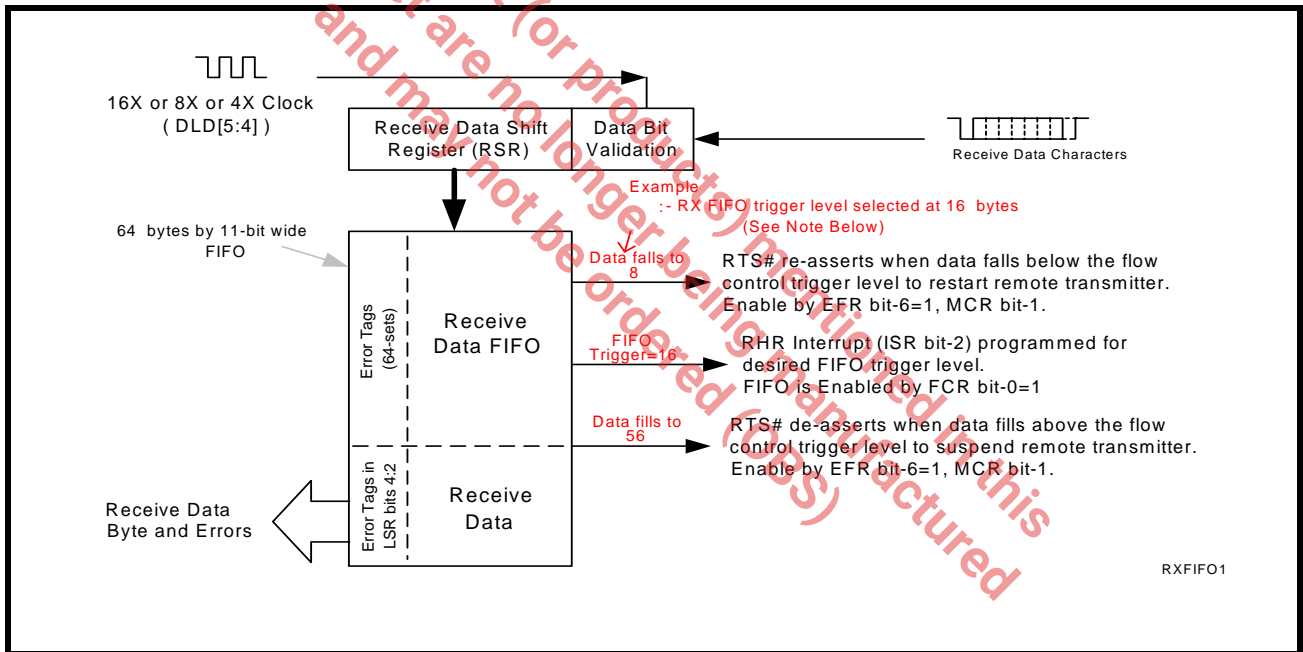 16X or 8X or 4X Clock
( DLD[5:4] )
Receive Data Shift
Register (RSR)
Data Bit
Validation
Receive Data Characters
Example
:- RX FIFO trigger level selected at 16 bytes
(See Note Below)
64 bytes by 11-bit wide
FIFO
Data falls to
8
RTS# re-asserts when data falls below the flow
control trigger level to restart remote transmitter.
Enable by EFR bit-6=1, MCR bit-1.
Error Tags
(64-sets)
Receive
Data FIFO
FIFO
Trigger=16
RHR Interrupt (ISR bit-2) programmed for
desired FIFO trigger level.
FIFO is Enabled by FCR bit-0=1
Data fills to
56
RTS# de-asserts when data fills above the flow
control trigger level to suspend remote transmitter.
Enable by EFR bit-6=1, MCR bit-1.
Receive Data
Byte and Errors
Error Tags in
LSR bits 4:2
Receive
Data
RXFIFO1
(or products) mentioned in this
are no longer being manufactured
and may not be ordered (OBS)